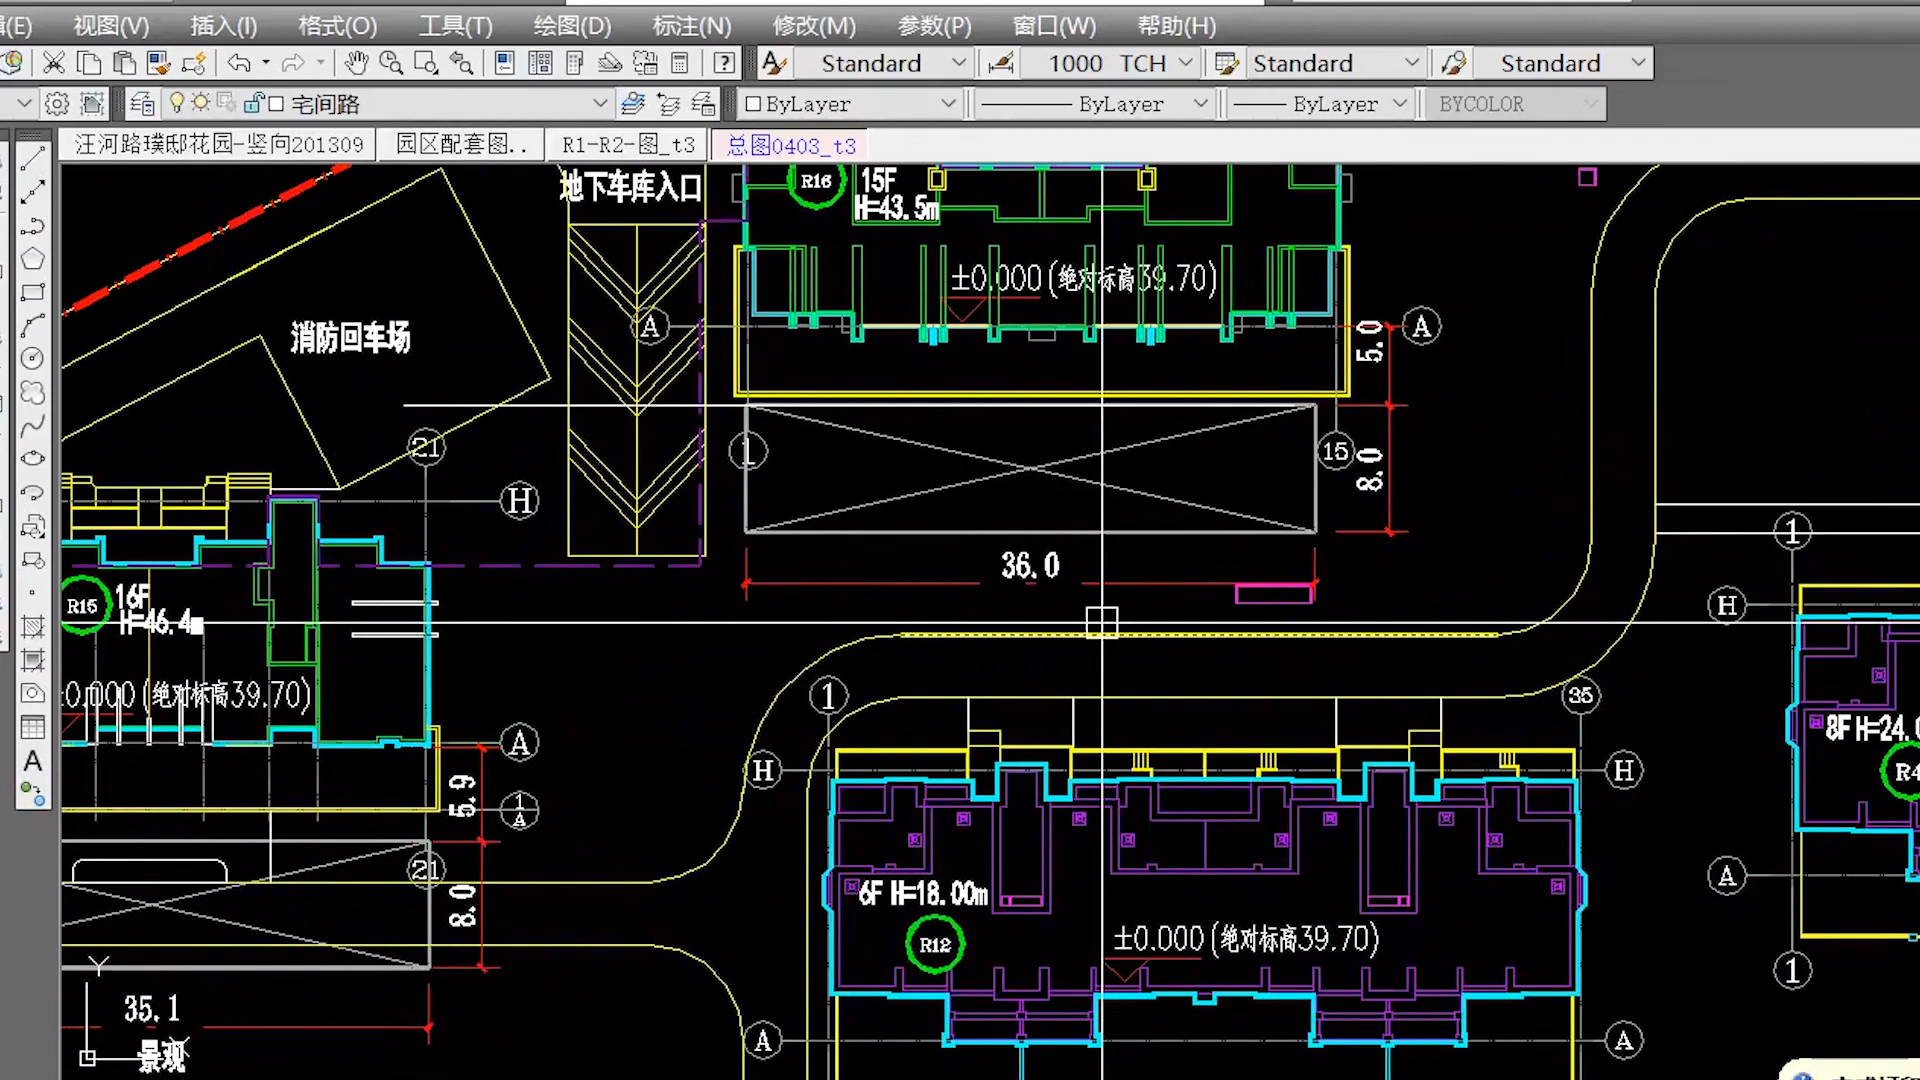 (E) 视图(V) 插入(I) 格式(O) 工具(T) 绘图(D) 标注(N) 修改(M) 参数(P) 窗口(W) 帮助(H)
Standard 1000 TCH Standard Standard
宅间路 ByLayer ByLayer ByLayer BYCOLOR
汪河路璞邸花园-竖向201309 园区配套图.. R1-R2-图_t3 总图0403_t3
地下车库入口
R16
15F
H=43.5m
±0.000(绝对标高39.70)
消防回车场
A
A
5.0
21
1
15
8.0
H
36.0
1
H
R15
16F
H=46.4m
±0.000(绝对标高39.70)
1
35
A
H
H
8F H=24.0
R4
5.9
1
A
21
8.0
6F H=18.00m
R12
±0.000(绝对标高39.70)
A
1
Y
35.1
景观
A
A